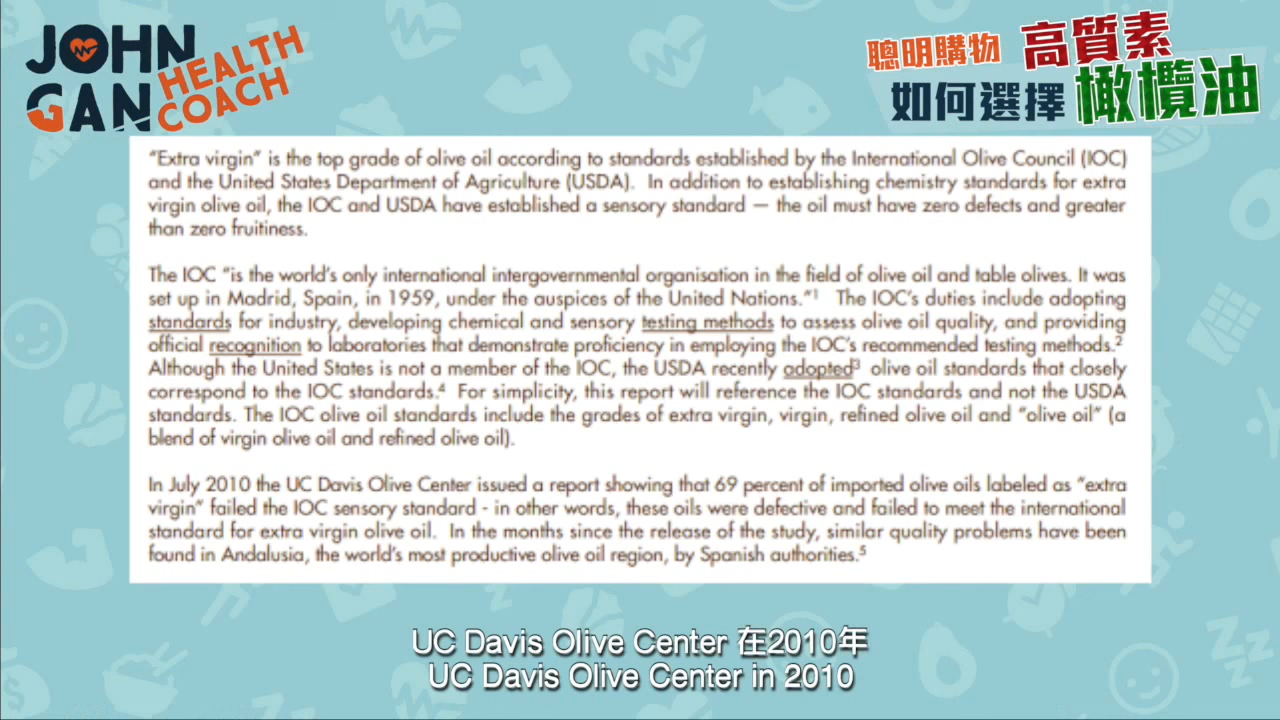 JOHN
GAN
HEALTH
COACH
聰明購物 高質素
如何選擇 橄欖油
“Extra virgin” is the top grade of olive oil according to standards established by the International Olive Council (IOC)
and the United States Department of Agriculture (USDA). In addition to establishing chemistry standards for extra
virgin olive oil, the IOC and USDA have established a sensory standard — the oil must have zero defects and greater
than zero fruitiness.
The IOC “is the world’s only international intergovernmental organisation in the field of olive oil and table olives. It was
set up in Madrid, Spain, in 1959, under the auspices of the United Nations.”1 The IOC’s duties include adopting
standards for industry, developing chemical and sensory testing methods to assess olive oil quality, and providing
official recognition to laboratories that demonstrate proficiency in employing the IOC’s recommended testing methods.2
Although the United States is not a member of the IOC, the USDA recently adopted3 olive oil standards that closely
correspond to the IOC standards.4 For simplicity, this report will reference the IOC standards and not the USDA
standards. The IOC olive oil standards include the grades of extra virgin, virgin, refined olive oil and “olive oil” (a
blend of virgin olive oil and refined olive oil).
In July 2010 the UC Davis Olive Center issued a report showing that 69 percent of imported olive oils labeled as “extra
virgin” failed the IOC sensory standard - in other words, these oils were defective and failed to meet the international
standard for extra virgin olive oil. In the months since the release of the study, similar quality problems have been
found in Andalusia, the world’s most productive olive oil region, by Spanish authorities.5
UC Davis Olive Center 在2010年
UC Davis Olive Center in 2010